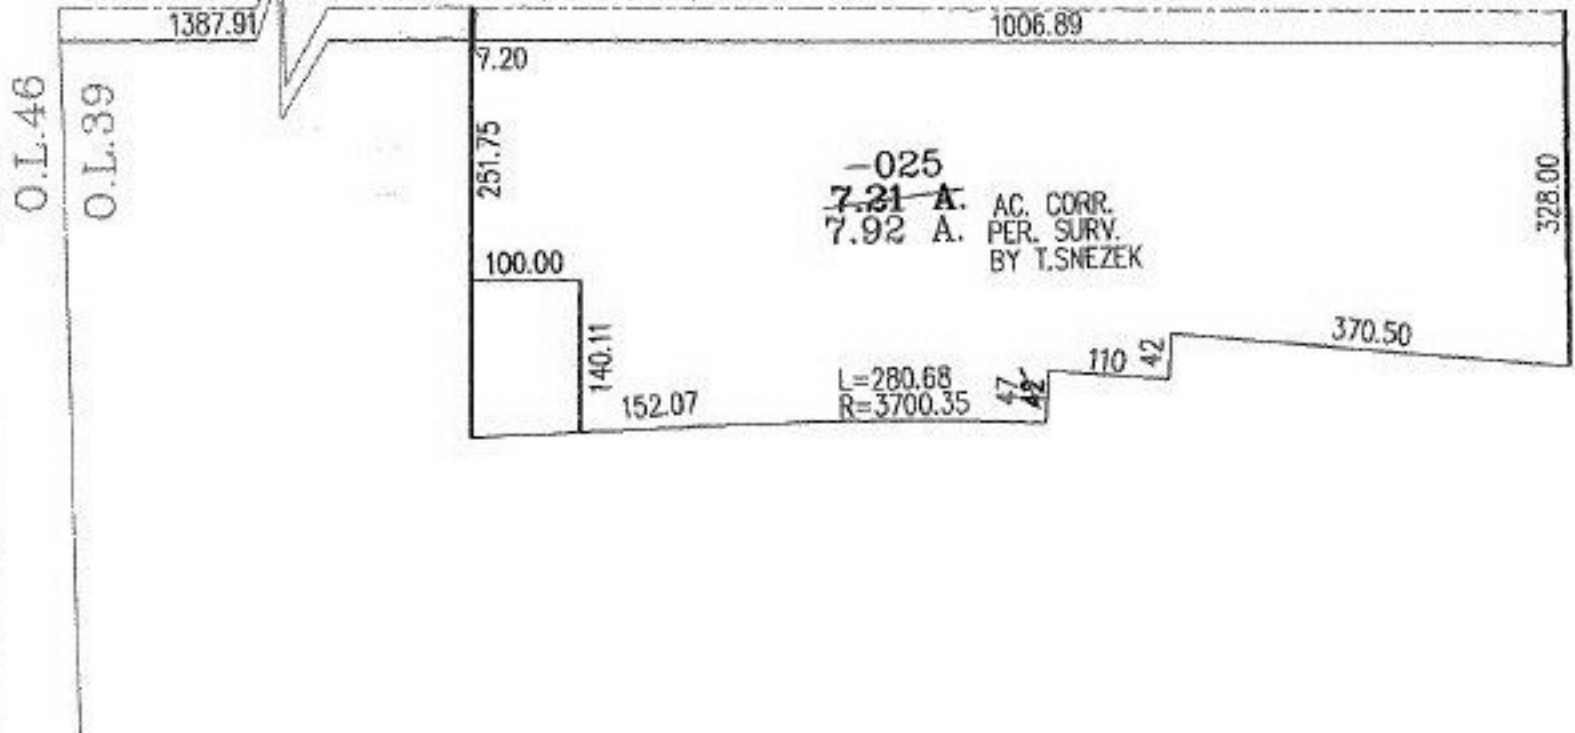 1387.91
1006.89
7.20
O.L.46
O.L.39
251.75
-025
7.21 A.
7.92 A.
AC. CORR.
PER. SURV.
BY T.SNEZEK
328.00
100.00
140.11
152.07
L=280.68
R=3700.35
47
110
42
370.50